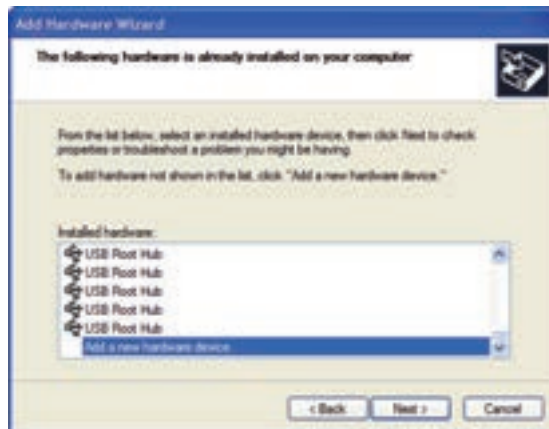 Add Hardware Wizard
The following hardware is already installed on your computer
From the list below, select an installed hardware device, then click Next to check
properties or troubleshoot a problem you might be having.
To add hardware not shown in the list, click "Add a new hardware device."
Installed hardware:
USB Root Hub
USB Root Hub
USB Root Hub
USB Root Hub
USB Root Hub
Add a new hardware device
< Back
Next >
Cancel